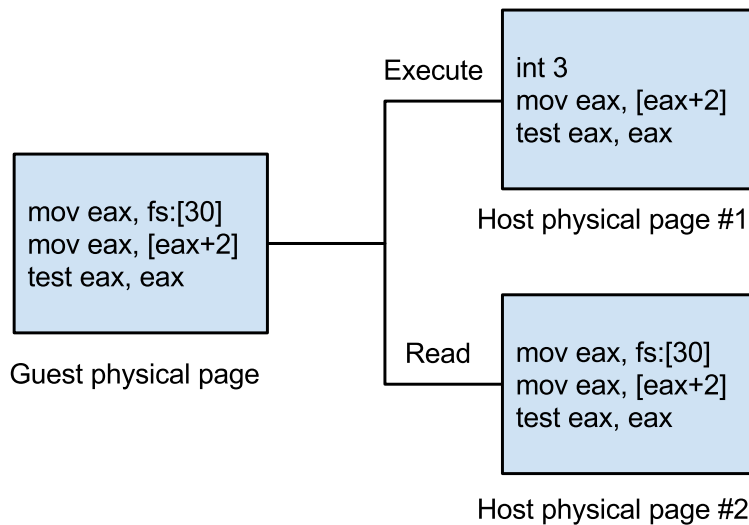 mov eax, fs:[30]
mov eax, [eax+2]
test eax, eax
Guest physical page
Execute
int 3
mov eax, [eax+2]
test eax, eax
Host physical page #1
Read
mov eax, fs:[30]
mov eax, [eax+2]
test eax, eax
Host physical page #2